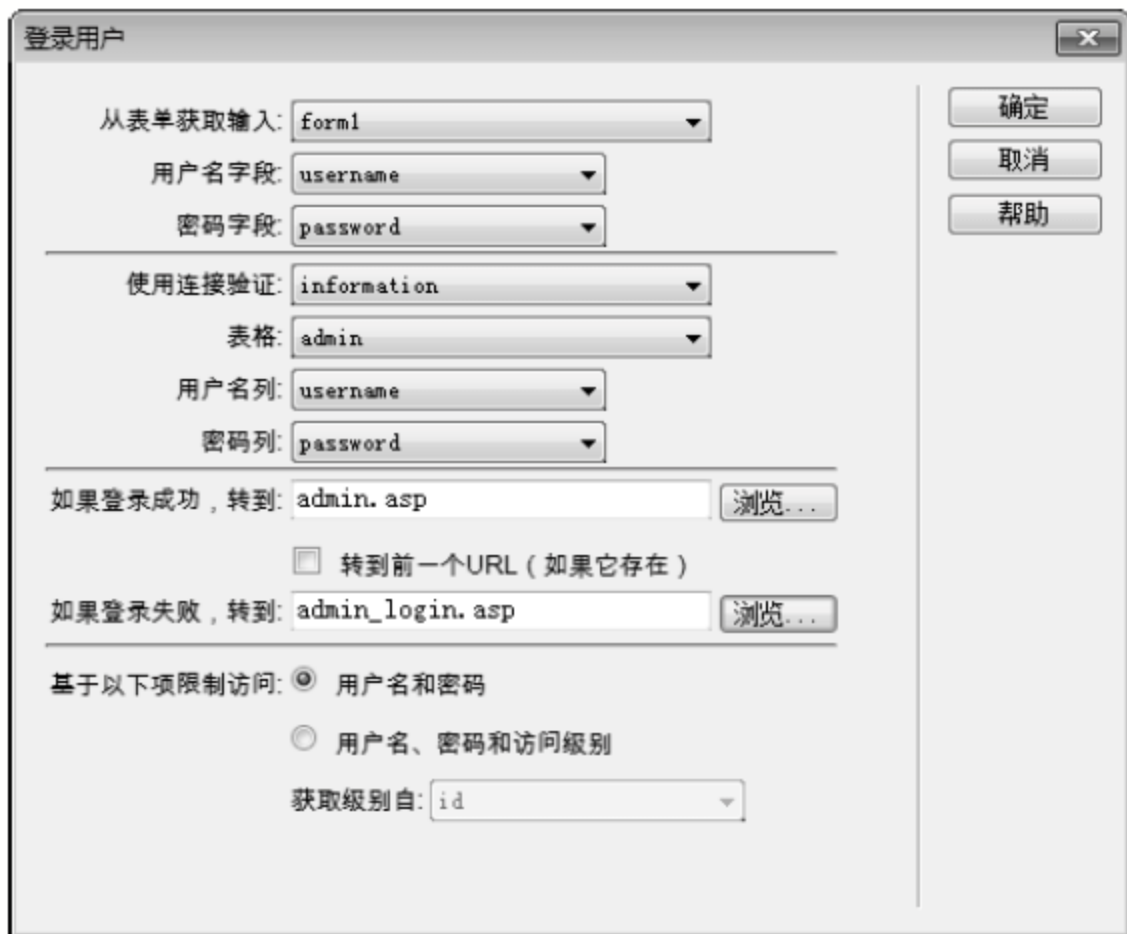 登录用户
从表单获取输入: form1
确定
用户名字段: username
取消
密码字段: password
帮助
使用连接验证: information
表格: admin
用户名列: username
密码列: password
如果登录成功，转到: admin.asp 浏览...
转到前一个URL（如果它存在）
如果登录失败，转到: admin_login.asp 浏览...
基于以下项限制访问: 用户名和密码
用户名、密码和访问级别
获取级别自: id